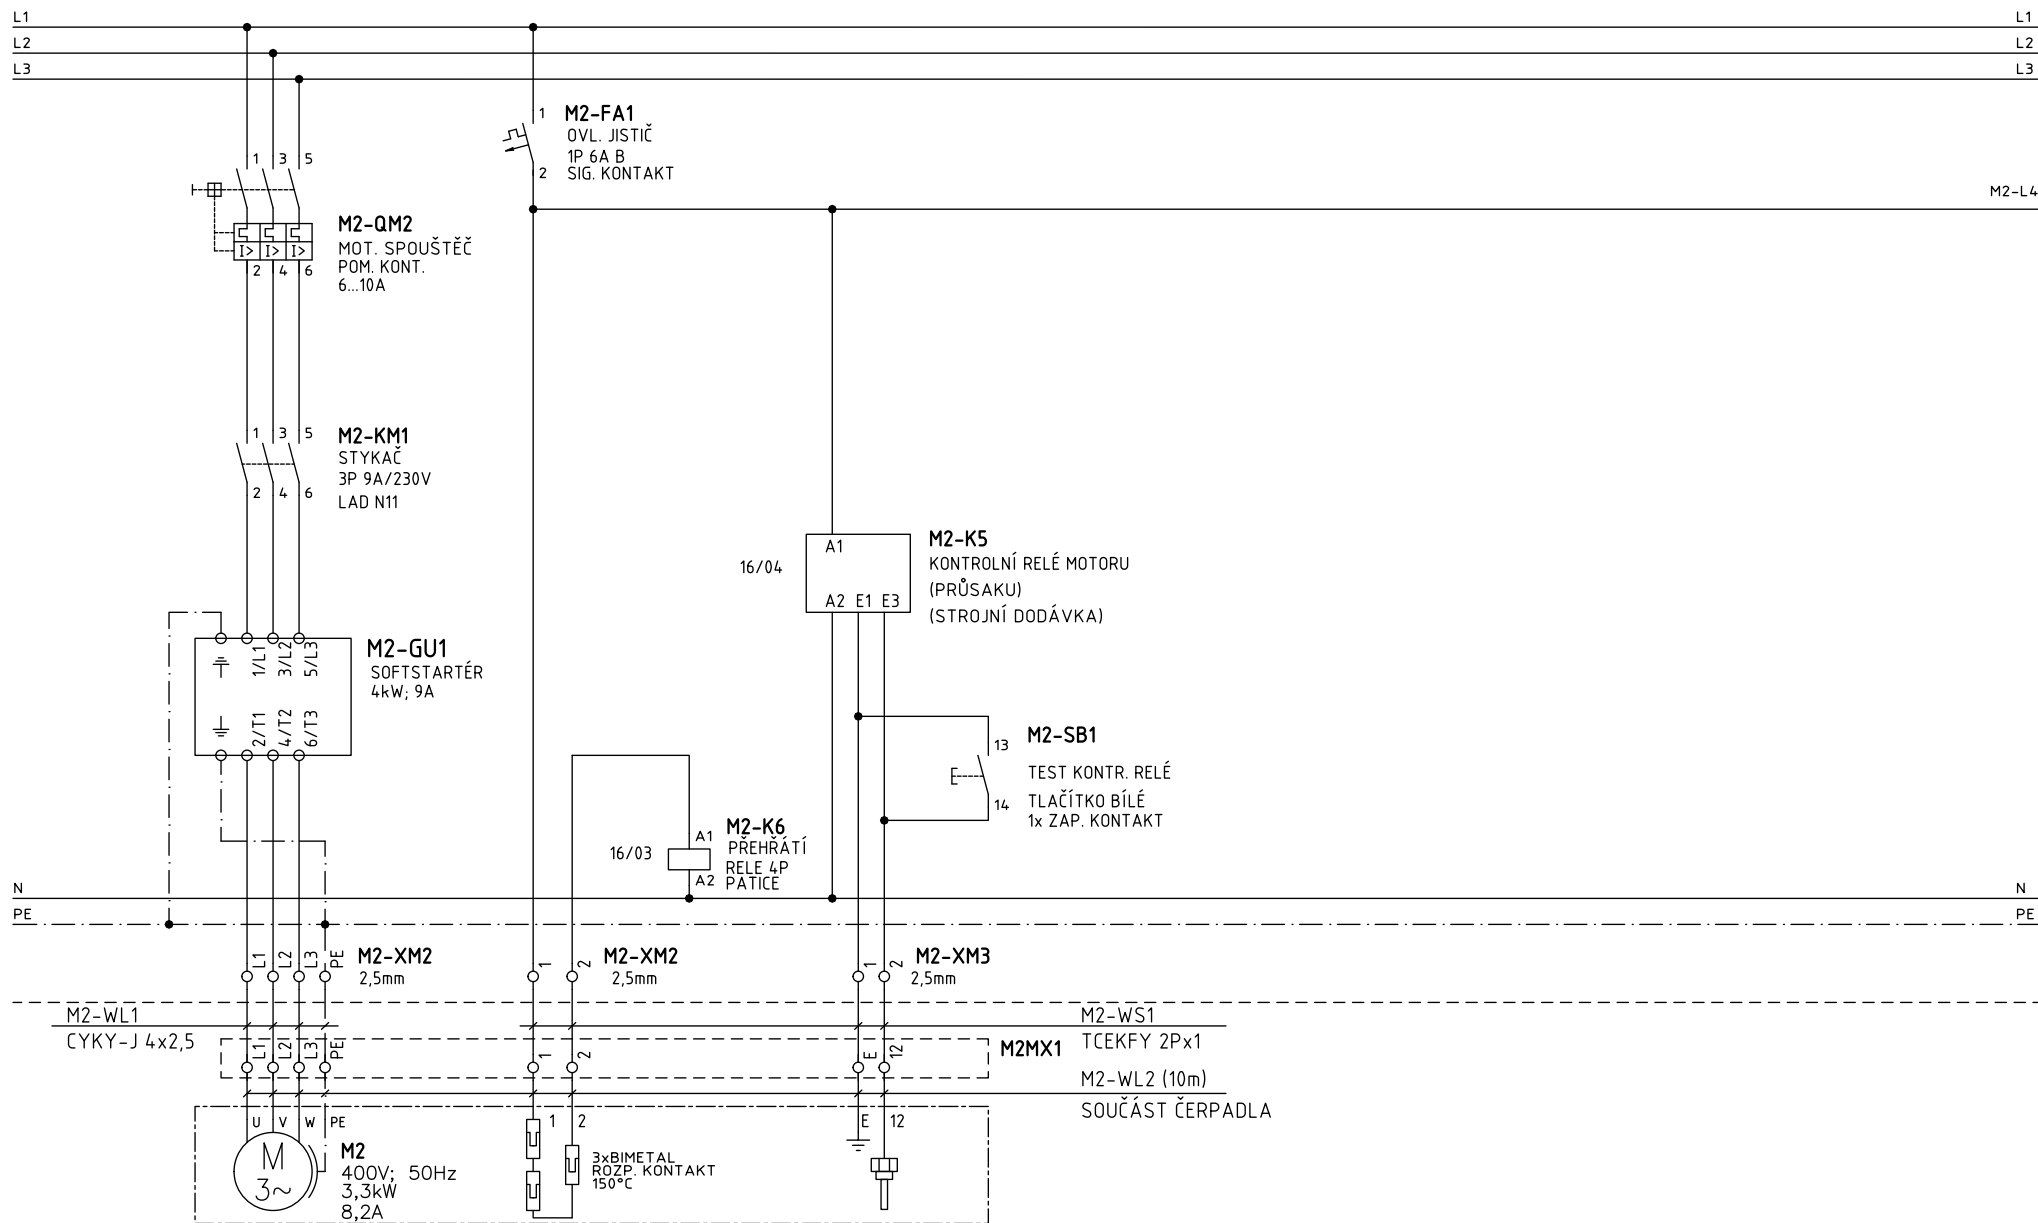 L1
L1
L2
L2
L3
L3
1
M2-FA1
OVL. JISTIČ
1P 6A B
2
SIG. KONTAKT
1 3 5
M2-L4
M2-QM2
MOT. SPOUŠTĚČ
POM. KONT.
6...10A
I> I> I>
2 4 6
1 3 5
M2-KM1
STYKAČ
3P 9A/230V
LAD N11
2 4 6
16/04
A1
A2 E1 E3
M2-K5
KONTROLNÍ RELÉ MOTORU
(PRŮSAKU)
(STROJNÍ DODÁVKA)
1/L1 3/L2 5/L3
2/T1 4/T2 6/T3
M2-GU1
SOFTSTARTÉR
4kW; 9A
13
14
M2-SB1
TEST KONTR. RELÉ
TLAČÍTKO BÍLÉ
1x ZAP. KONTAKT
16/03
A1
A2
M2-K6
PŘEHŘÁTÍ
RELE 4P
PATICE
N
N
PE
PE
L1 L2 L3 PE
M2-XM2
2,5mm
1 2
M2-XM2
2,5mm
1 2
M2-XM3
2,5mm
M2-WL1
CYKY-J 4x2,5
M2-WS1
TCEKFY 2Px1
L1 L2 L3 PE
1 2
E 12
M2MX1
M2-WL2 (10m)
SOUČÁST ČERPADLA
U V W PE
1 2
E 12
M
3~
M2
400V; 50Hz
3,3kW
8,2A
3xBIMETAL
ROZP. KONTAKT
150°C